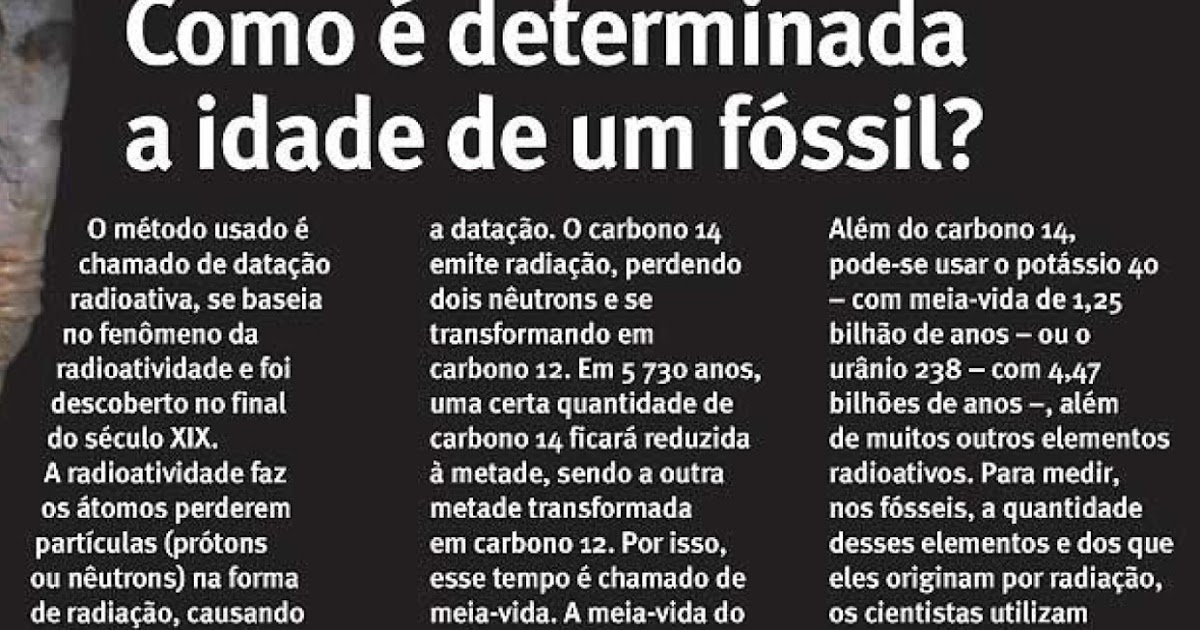 Como é determinada
a idade de um fóssil?
O método usado é
chamado de datação
radioativa, se baseia
no fenômeno da
radioatividade e foi
descoberto no final
do século XIX.
A radioatividade faz
os átomos perderem
partículas (prótons
ou nêutrons) na forma
de radiação, causando
a datação. O carbono 14
emite radiação, perdendo
dois nêutrons e se
transformando em
carbono 12. Em 5 730 anos,
uma certa quantidade de
carbono 14 ficará reduzida
à metade, sendo a outra
metade transformada
em carbono 12. Por isso,
esse tempo é chamado de
meia-vida. A meia-vida do
Além do carbono 14,
pode-se usar o potássio 40
– com meia-vida de 1,25
bilhão de anos – ou o
urânio 238 – com 4,47
bilhões de anos –, além
de muitos outros elementos
radioativos. Para medir,
nos fósseis, a quantidade
desses elementos e dos que
eles originam por radiação,
os cientistas utilizam